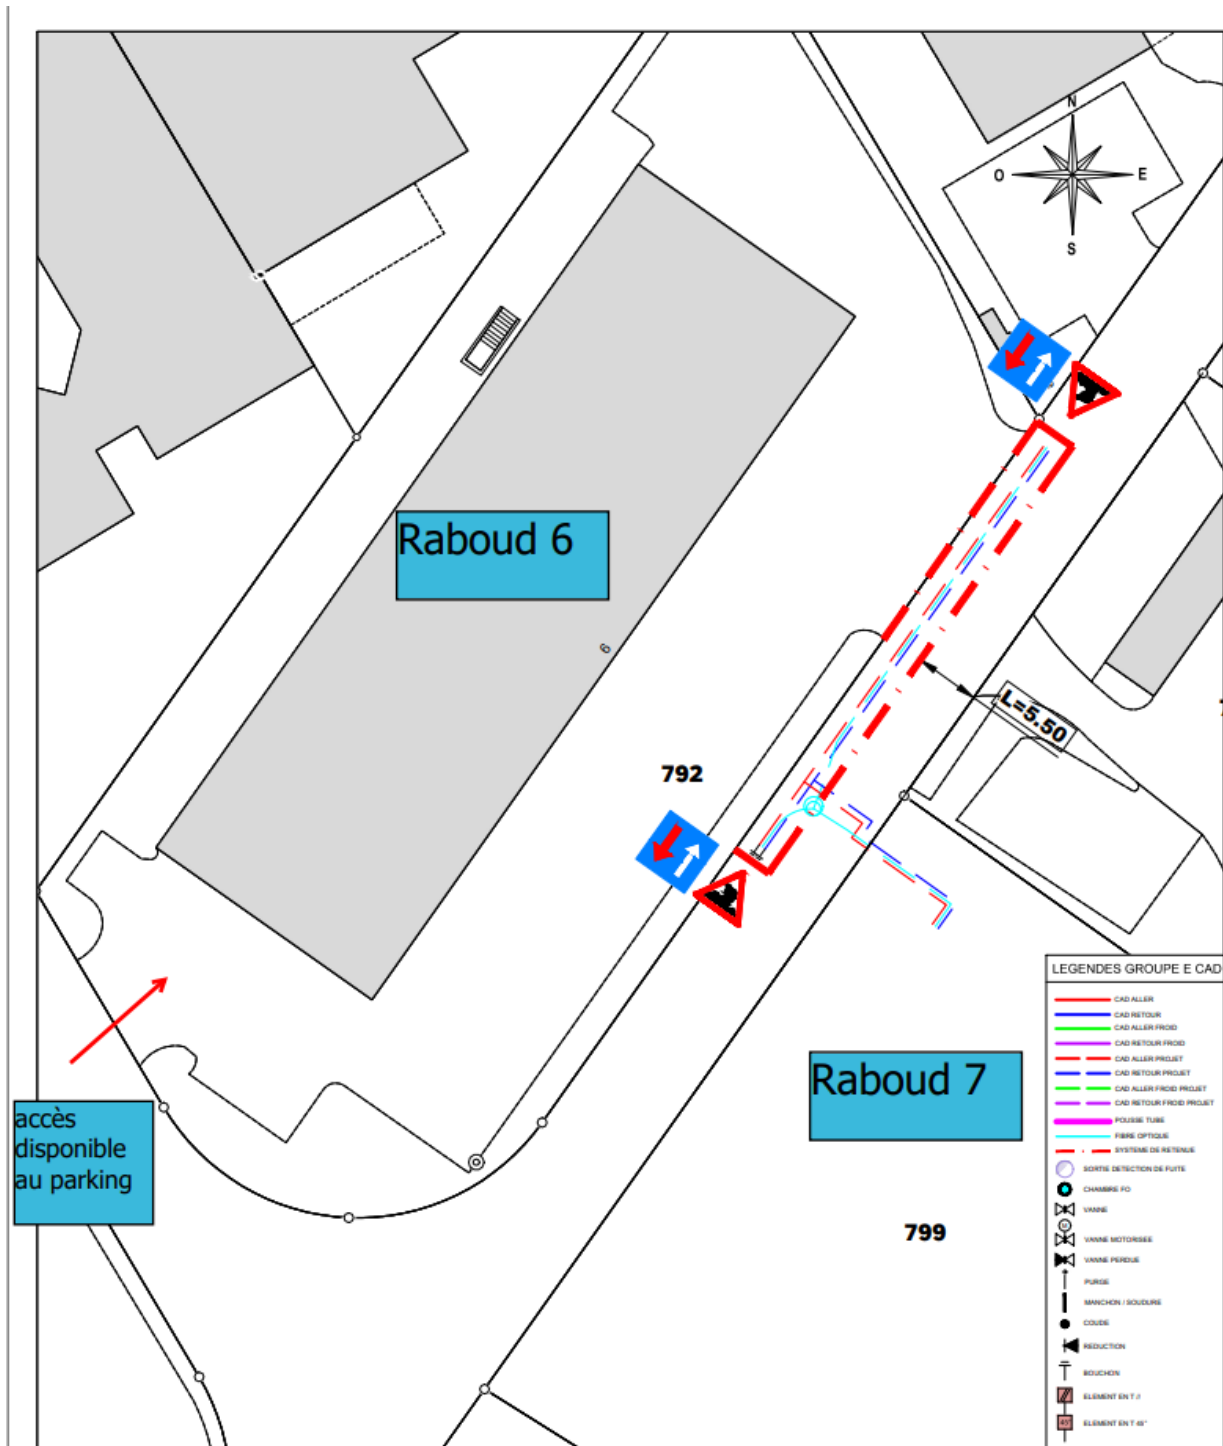 N
O
E
S
Raboud 6
6
L=5.50
792
accès
disponible
au parking
Raboud 7
799
LEGENDES GROUPE E CAD
CAD ALLER
CAD RETOUR
CAD ALLER FROID
CAD RETOUR FROID
CAD ALLER PROJET
CAD RETOUR PROJET
CAD ALLER FROID PROJET
CAD RETOUR FROID PROJET
POUSSE TUBE
FIBRE OPTIQUE
SYSTEME DE RETENUE
SORTIE DETECTION DE FUITE
CHAMBRE FO
VANNE
M
VANNE MOTORISEE
VANNE PERDUE
PURGE
MANCHON / SOUDURE
COUDE
REDUCTION
BOUCHON
ELEMENT EN T //
45° ELEMENT EN T 45°